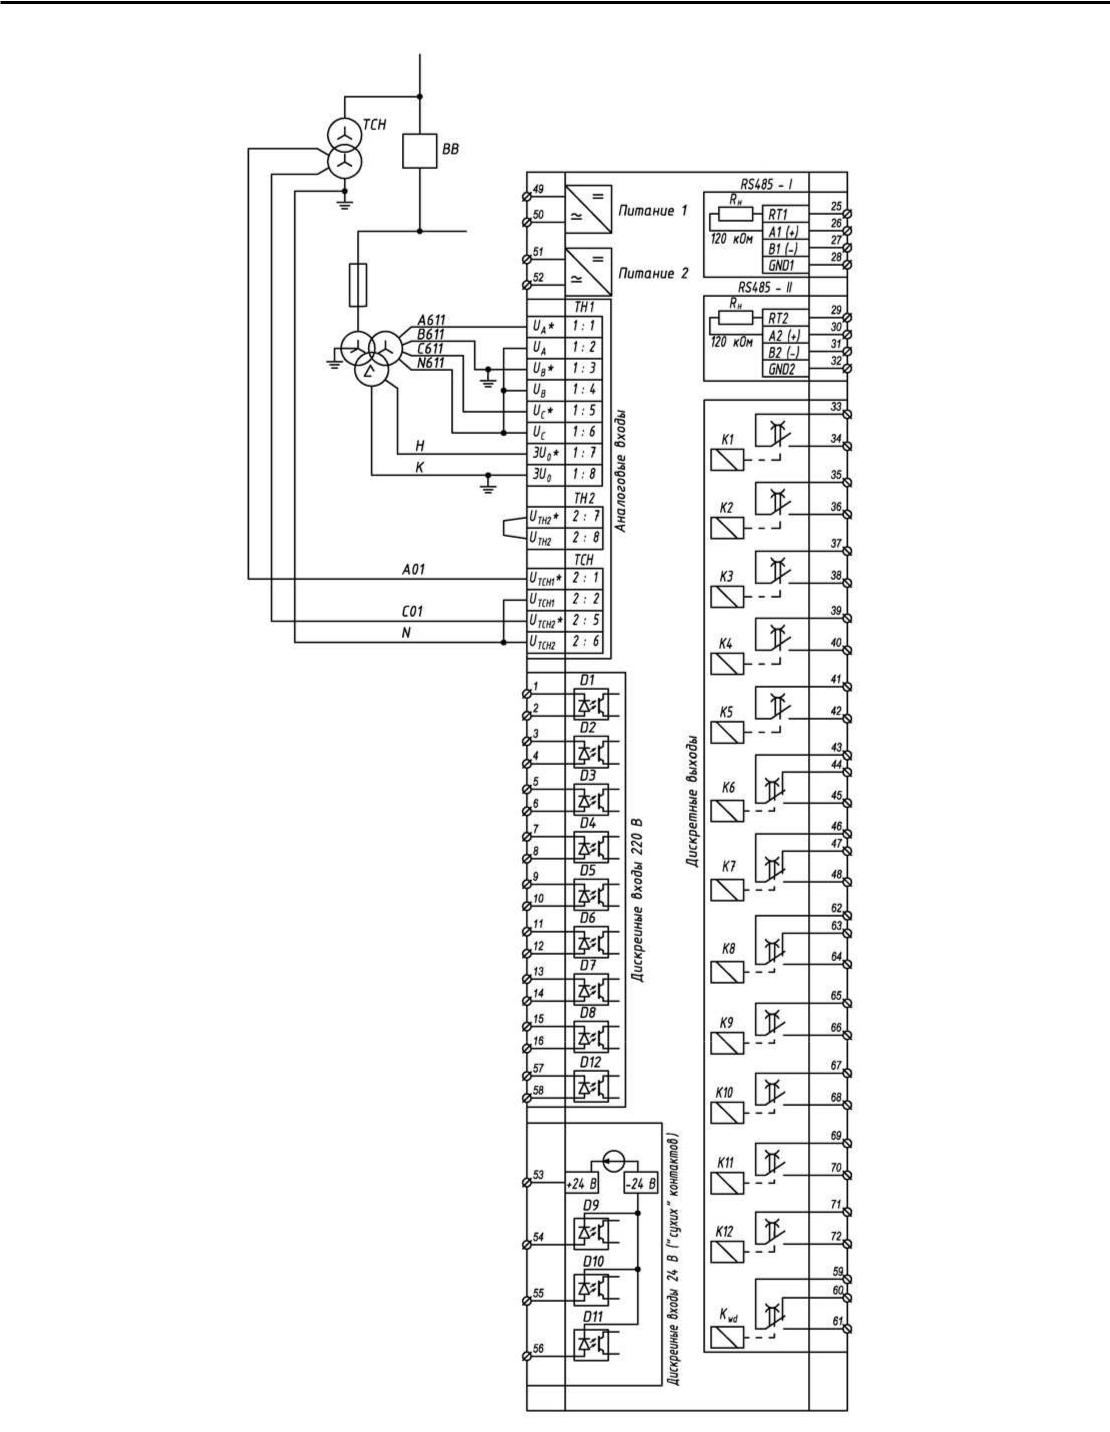 ТСН
ВВ
49
50
Питание 1
51
52
Питание 2
ТН1
A611
UA* 1 : 1
B611
UA 1 : 2
C611
UB* 1 : 3
N611
UB 1 : 4
UC* 1 : 5
UC 1 : 6
H
3U0* 1 : 7
K
3U0 1 : 8
ТН2
UТН2* 2 : 7
UТН2 2 : 8
ТСН
A01
UТСН1* 2 : 1
UТСН1 2 : 2
C01
UТСН2* 2 : 5
N
UТСН2 2 : 6
Аналоговые входы
D1
1
2
D2
3
4
D3
5
6
D4
7
8
D5
9
10
D6
11
12
D7
13
14
D8
15
16
D12
57
58
Дискреиные входы 220 В
53
+24 В
-24 В
D9
54
D10
55
D11
56
Дискреиные входы 24 В ("сухих" контактов)
RS485 - I
Rн
120 кОм
RT1
25
A1 (+)
26
B1 (-)
27
GND1
28
RS485 - II
Rн
120 кОм
RT2
29
A2 (+)
30
B2 (-)
31
GND2
32
Дискретные выходы
K1
33
34
K2
35
36
K3
37
38
K4
39
40
K5
41
42
K6
43
44
45
K7
46
47
48
K8
62
63
64
K9
65
66
K10
67
68
K11
69
70
K12
71
72
Kwd
59
60
61